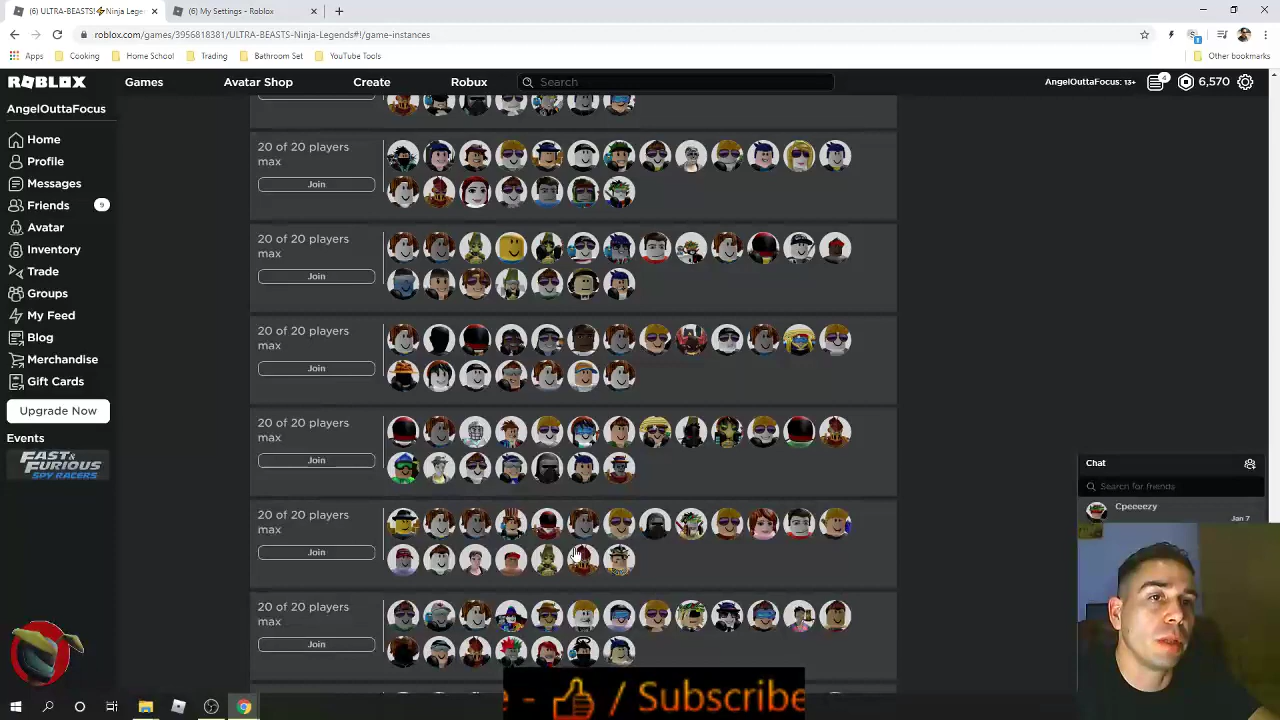 (6) ULTRA-BEASTS!⚡Ninja Lege
(6) My Settings - Roblox
roblox.com/games/3956818381/ULTRA-BEASTS-Ninja-Legends#!/game-instances
Apps
Cooking
Home School
Trading
Bathroom Set
YouTube Tools
Other bookmarks
ROBLOX
Games
Avatar Shop
Create
Robux
Search
AngelOuttaFocus: 13+
4
6,570
AngelOuttaFocus
Home
Profile
Messages
Friends
9
Avatar
Inventory
Trade
Groups
My Feed
Blog
Merchandise
Gift Cards
Upgrade Now
Events
FAST & FURIOUS
SPY RACERS
20 of 20 players
max
Join
20 of 20 players
max
Join
20 of 20 players
max
Join
20 of 20 players
max
Join
20 of 20 players
max
Join
20 of 20 players
max
Join
Chat
Search for friends
Cpeeeezy
Jan 7
e - 👍 / Subscribe